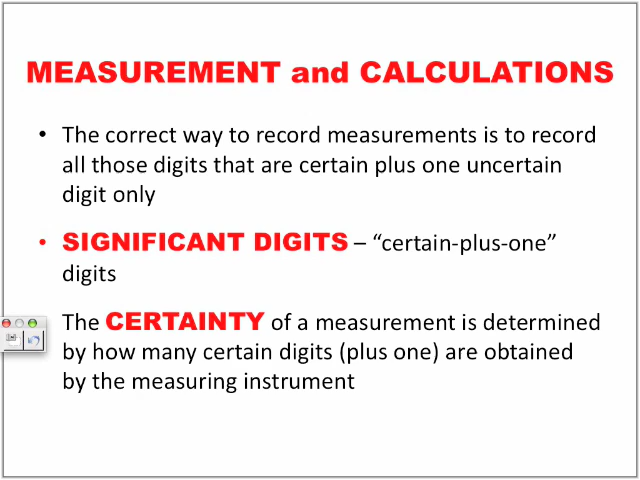 MEASUREMENT and CALCULATIONS
• The correct way to record measurements is to record
all those digits that are certain plus one uncertain
digit only
• SIGNIFICANT DIGITS – “certain-plus-one”
digits
The CERTAINTY of a measurement is determined
by how many certain digits (plus one) are obtained
by the measuring instrument